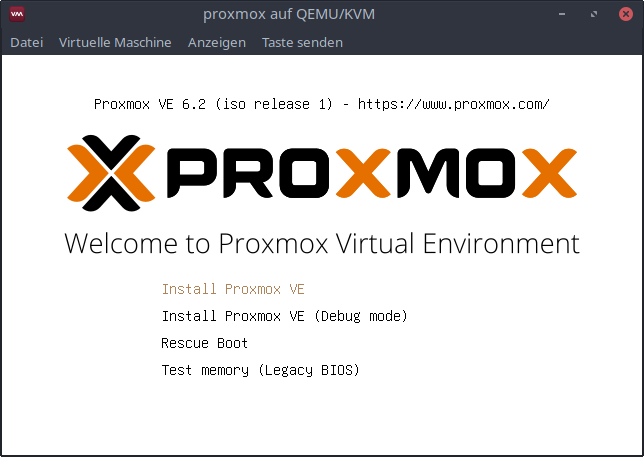 proxmox auf QEMU/KVM
Datei Virtuelle Maschine Anzeigen Taste senden
Proxmox VE 6.2 (iso release 1) - https://www.proxmox.com/
PROXMOX
Welcome to Proxmox Virtual Environment
Install Proxmox VE
Install Proxmox VE (Debug mode)
Rescue Boot
Test memory (Legacy BIOS)